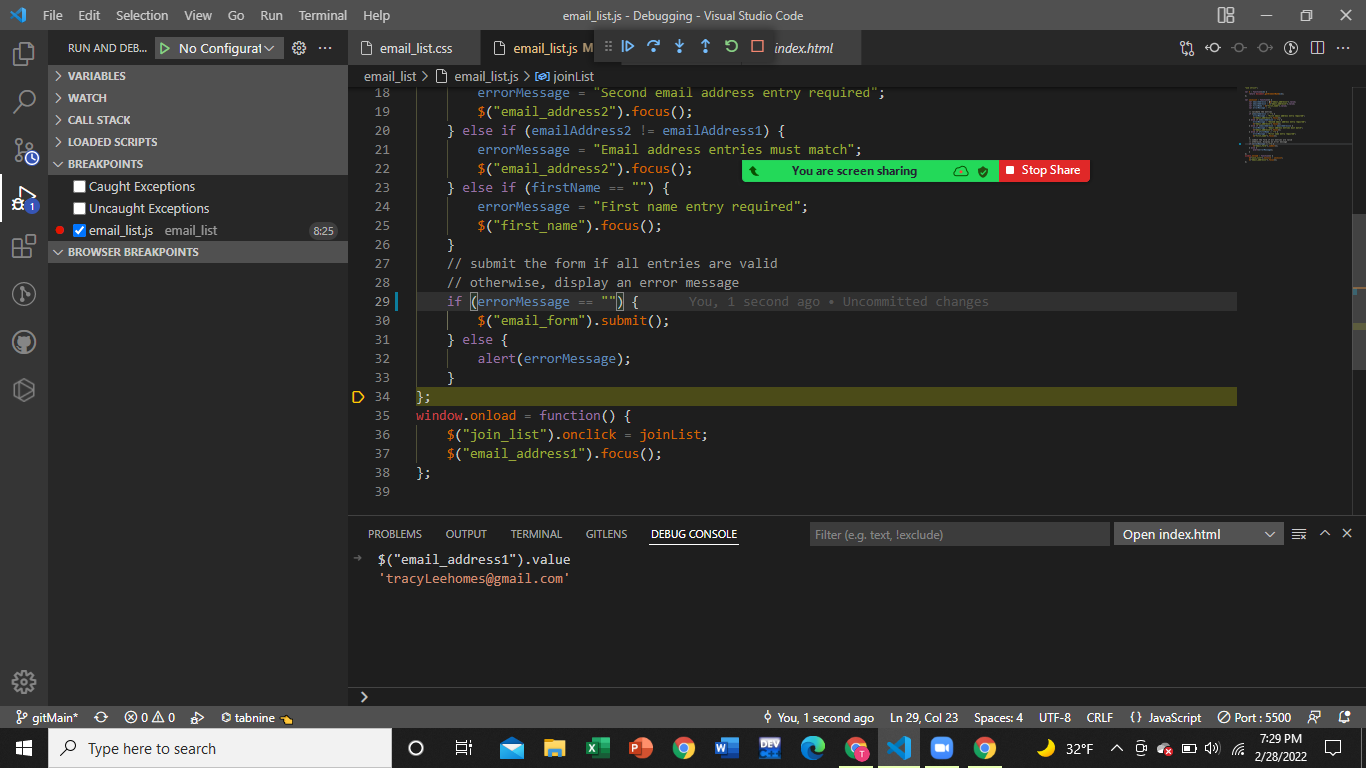 File Edit Selection View Go Run Terminal Help
email_list.js - Debugging - Visual Studio Code
RUN AND DEB... No Configurat
email_list.css
email_list.js M
index.html
VARIABLES
WATCH
CALL STACK
LOADED SCRIPTS
BREAKPOINTS
Caught Exceptions
Uncaught Exceptions
email_list.js email_list 8:25
BROWSER BREAKPOINTS
1
email_list > email_list.js > joinList
18 errorMessage = "Second email address entry required";
19 $("email_address2").focus();
20 } else if (emailAddress2 != emailAddress1) {
21 errorMessage = "Email address entries must match";
22 $("email_address2").focus();
23 } else if (firstName == "") {
24 errorMessage = "First name entry required";
25 $("first_name").focus();
26 }
27 // submit the form if all entries are valid
28 // otherwise, display an error message
29 if (errorMessage == "") { You, 1 second ago • Uncommitted changes
30 $("email_form").submit();
31 } else {
32 alert(errorMessage);
33 }
34 };
35 window.onload = function() {
36 $("join_list").onclick = joinList;
37 $("email_address1").focus();
38 };
39
You are screen sharing Stop Share
PROBLEMS OUTPUT TERMINAL GITLENS DEBUG CONSOLE Filter (e.g. text, !exclude) Open index.html
$("email_address1").value
'tracyLeehomes@gmail.com'
gitMain* 0 0 tabnine You, 1 second ago Ln 29, Col 23 Spaces: 4 UTF-8 CRLF {} JavaScript Port : 5500
Type here to search
DEV
T
32°F
7:29 PM
2/28/2022